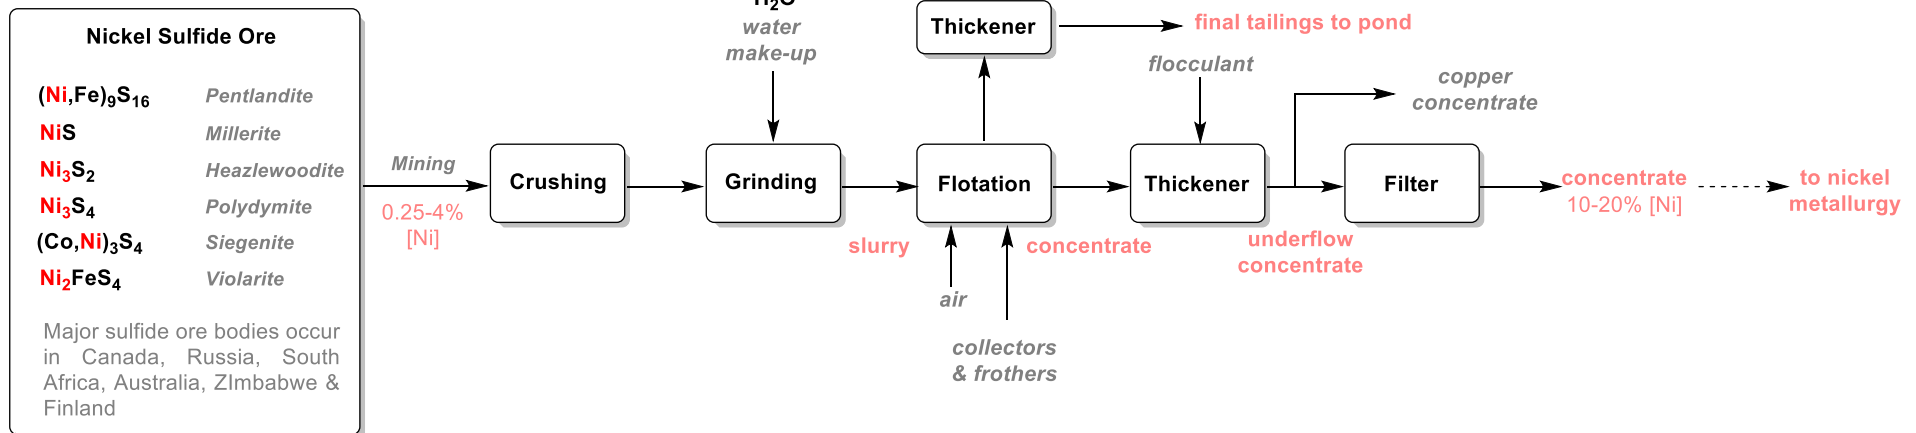 Nickel Sulfide Ore
(Ni,Fe)9S16 Pentlandite
NiS Millerite
Ni3S2 Heazlewoodite
Ni3S4 Polydymite
(Co,Ni)3S4 Siegenite
Ni2FeS4 Violarite
Major sulfide ore bodies occur
in Canada, Russia, South
Africa, Australia, ZImbabwe &
Finland
Mining
0.25-4%
[Ni]
Crushing
H2O
water
make-up
Grinding
slurry
Thickener
final tailings to pond
Flotation
air
collectors
& frothers
concentrate
flocculant
Thickener
underflow
concentrate
copper
concentrate
Filter
concentrate
10-20% [Ni]
to nickel
metallurgy